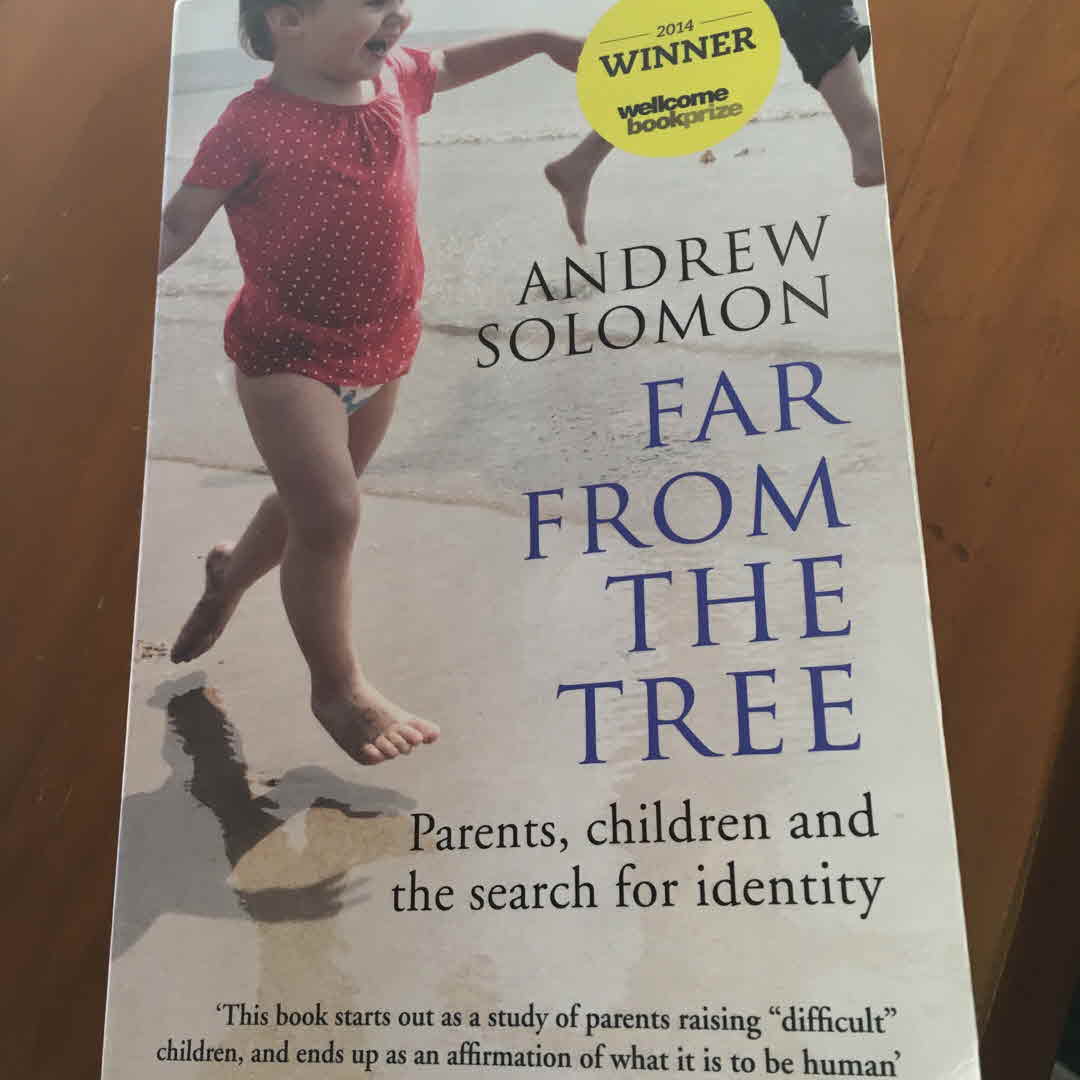 2014
WINNER
wellcome
bookprize
ANDREW
SOLOMON
FAR
FROM
THE
TREE
Parents, children and
the search for identity
‘This book starts out as a study of parents raising “difficult”
children, and ends up as an affirmation of what it is to be human’